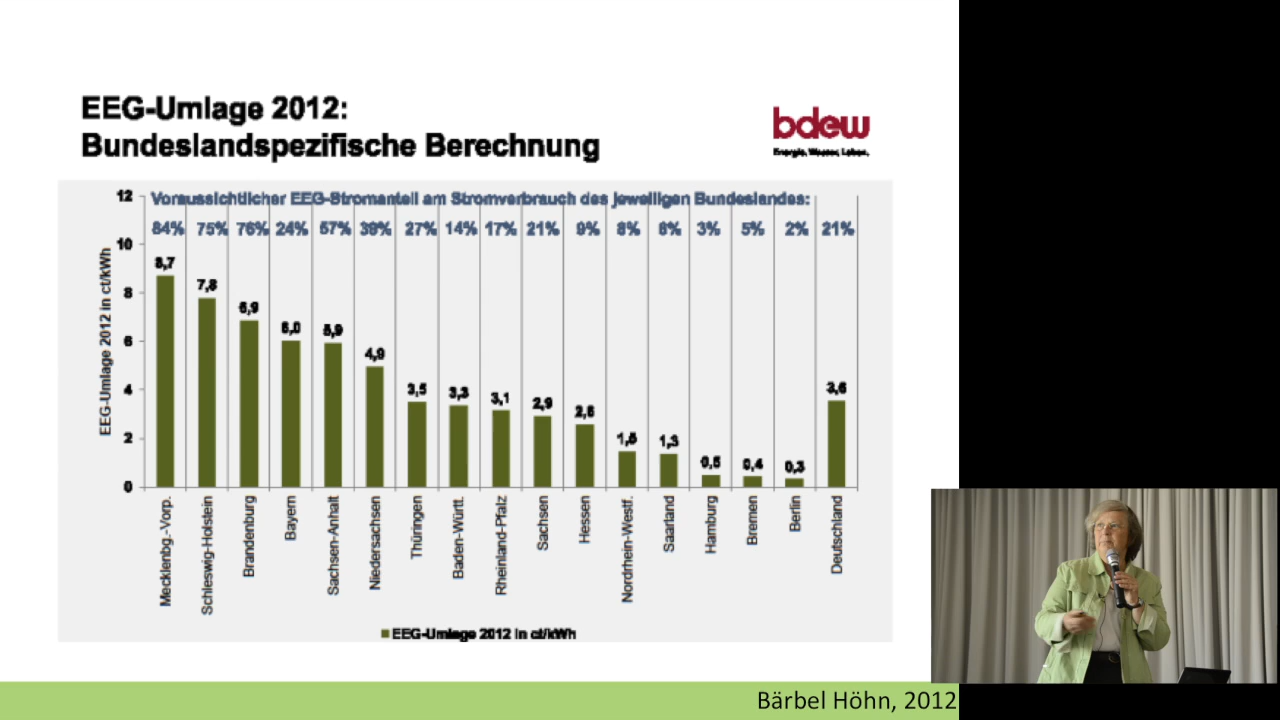 EEG-Umlage 2012:
Bundeslandspezifische Berechnung
bdew
Energie. Wasser. Leben.
Voraussichtlicher EEG-Stromanteil am Stromverbrauch des jeweiligen Bundeslandes:
84% 75% 76% 24% 57% 39% 27% 14% 17% 21% 9% 8% 8% 3% 5% 2% 21%
EEG-Umlage 2012 in ct/kWh
12
10
8
6
4
2
0
8,7 7,8 6,9 6,0 5,9 4,9 3,5 3,3 3,1 2,9 2,6 1,5 1,3 0,5 0,4 0,3 3,6
Mecklenbg.-Vorp.
Schleswig-Holstein
Brandenburg
Bayern
Sachsen-Anhalt
Niedersachsen
Thüringen
Baden-Württ.
Rheinland-Pfalz
Sachsen
Hessen
Nordrhein-Westf.
Saarland
Hamburg
Bremen
Berlin
Deutschland
EEG-Umlage 2012 in ct/kWh
Bärbel Höhn, 2012